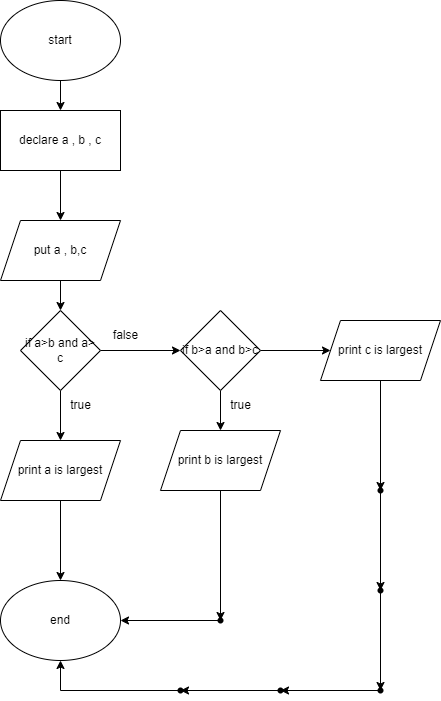 start
declare a , b , c
put a , b,c
if a>b and a>
c
false
if b>a and b>c
print c is largest
true
true
print a is largest
print b is largest
end